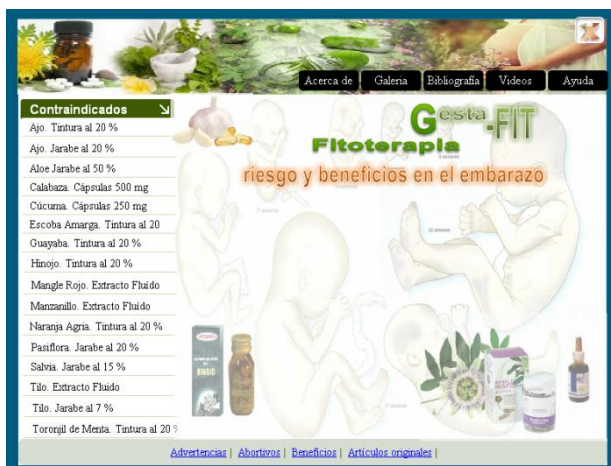 Acerca de
Galeria
Bibliografía
Videos
Ayuda
Contraindicados
Ajo. Tintura al 20 %
Ajo. Jarabe al 20 %
Aloe Jarabe al 50 %
Calabaza. Cápsulas 500 mg
Cúcuma. Cápsulas 250 mg
Escoba Amarga. Tintura al 20
Guayaba. Tintura al 20 %
Hinojo. Tintura al 20 %
Mangle Rojo. Extracto Fluído
Manzanillo. Extracto Fluído
Naranja Agria. Tintura al 20 %
Pasiflora. Jarabe al 20 %
Salvia. Jarabe al 15 %
Tilo. Extracto Fluido
Tilo. Jarabe al 7 %
Toronjil de Menta. Tintura al 20 %
Gesta-FIT
Fitoterapia
riesgo y beneficios en el embarazo
Advertencias | Abortivos | Beneficios | Artículos originales |